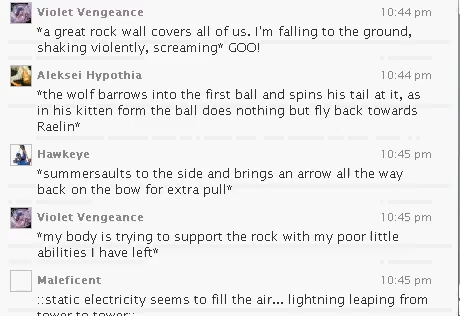 Violet Vengeance 10:44 pm
*a great rock wall covers all of us. I'm falling to the ground,
shaking violently, screaming* GOO!
Aleksei Hypothia 10:44 pm
*the wolf barrows into the first ball and spins his tail at it, as
in his kitten form the ball does nothing but fly back towards
Raelin*
Hawkeye 10:45 pm
*summersaults to the side and brings an arrow all the way
back on the bow for extra pull*
Violet Vengeance 10:45 pm
*my body is trying to support the rock with my poor little
abilities I have left*
Maleficent 10:45 pm
::static electricity seems to fill the air... lightning leaping from
tower to tower::